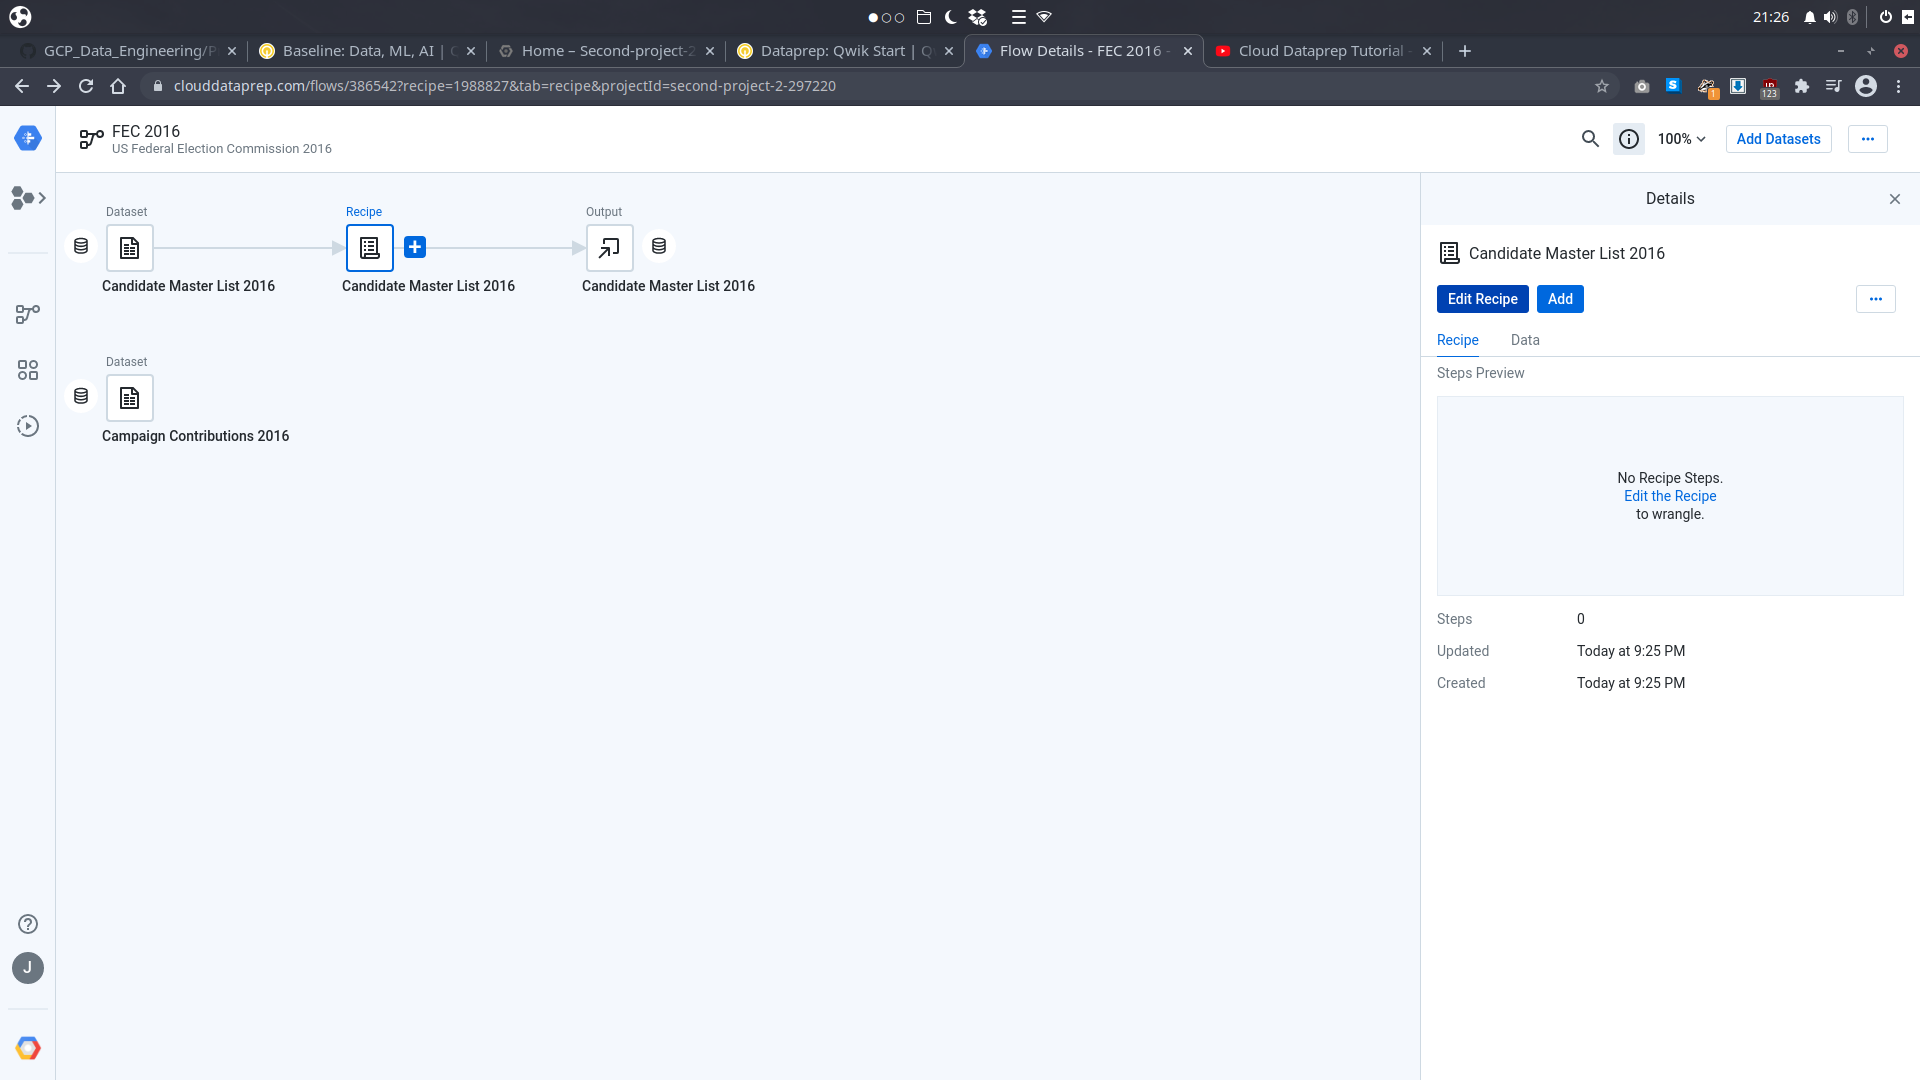 21:26
GCP_Data_Engineering/P
Baseline: Data, ML, AI |
Home – Second-project-2
Dataprep: Qwik Start | Q
Flow Details - FEC 2016 -
Cloud Dataprep Tutorial -
clouddataprep.com/flows/386542?recipe=1988827&tab=recipe&projectId=second-project-2-297220
S
1
123
FEC 2016
US Federal Election Commission 2016
100%
Add Datasets
Dataset
Recipe
Output
Candidate Master List 2016
Candidate Master List 2016
Candidate Master List 2016
Dataset
Campaign Contributions 2016
Details
Candidate Master List 2016
Edit Recipe
Add
Recipe
Data
Steps Preview
No Recipe Steps.
Edit the Recipe
to wrangle.
Steps
0
Updated
Today at 9:25 PM
Created
Today at 9:25 PM
J